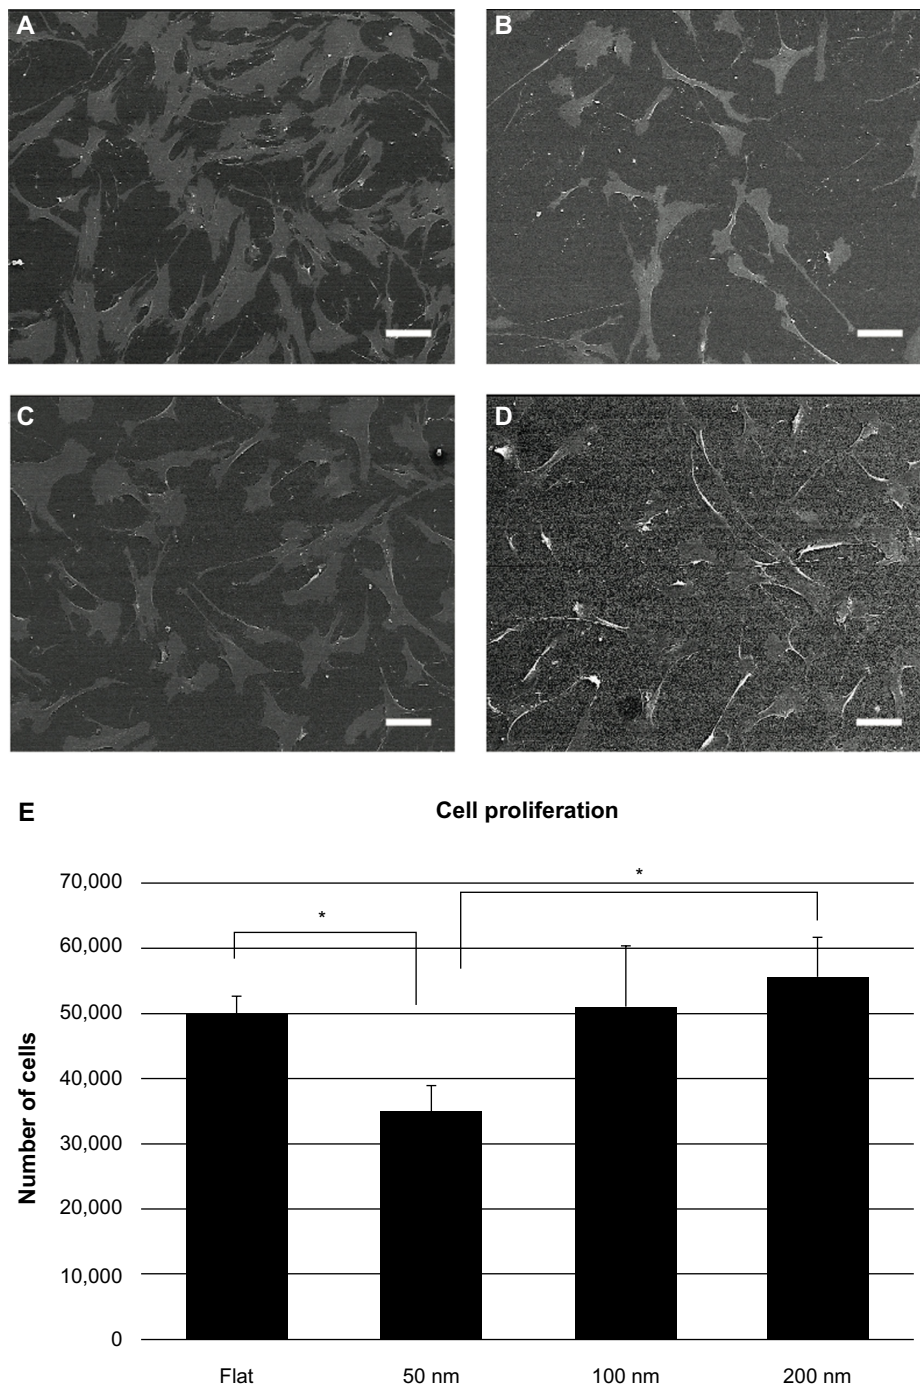 A
B
C
D
E
Cell proliferation
Number of cells
70,000
*
*
60,000
50,000
40,000
30,000
20,000
10,000
0
Flat 50 nm 100 nm 200 nm